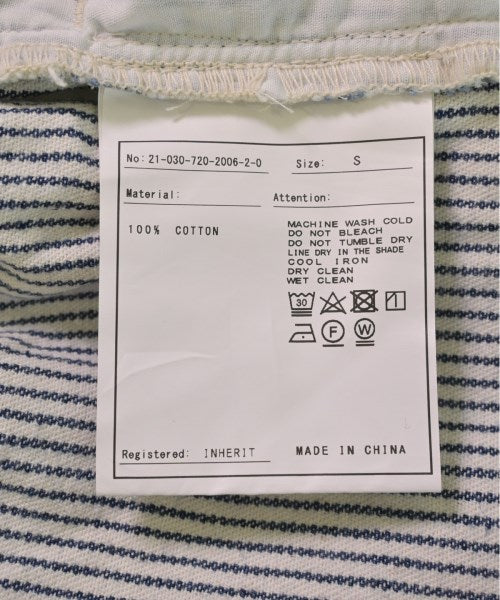 No: 21-030-720-2006-2-0 Size: S
Material: Attention:
100% COTTON
MACHINE WASH COLD
DO NOT BLEACH
DO NOT TUMBLE DRY
LINE DRY IN THE SHADE
COOL IRON
DRY CLEAN
WET CLEAN
30
F W
Registered: INHERIT MADE IN CHINA